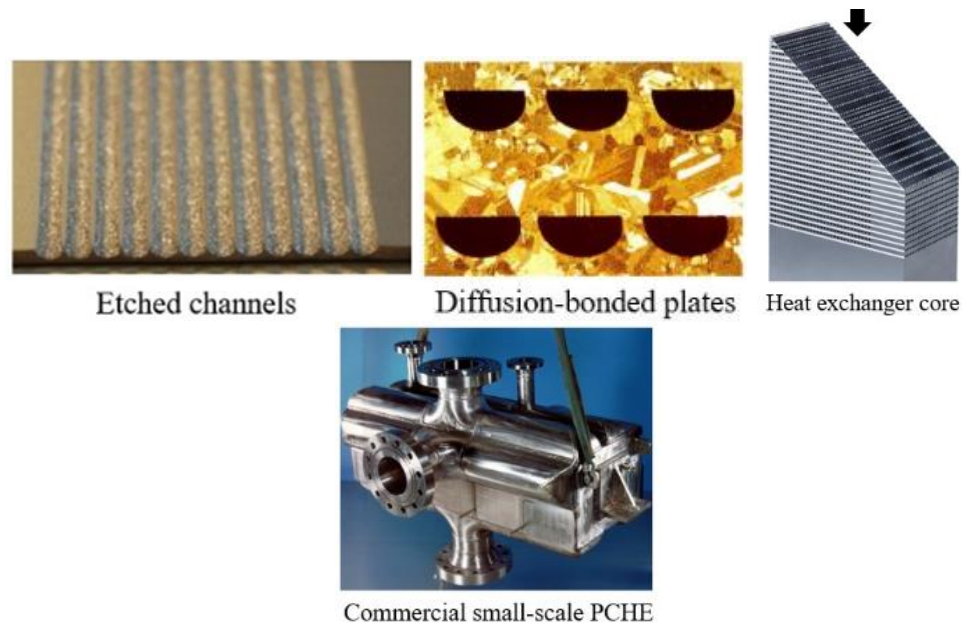 Etched channels
Diffusion-bonded plates
Heat exchanger core
Commercial small-scale PCHE